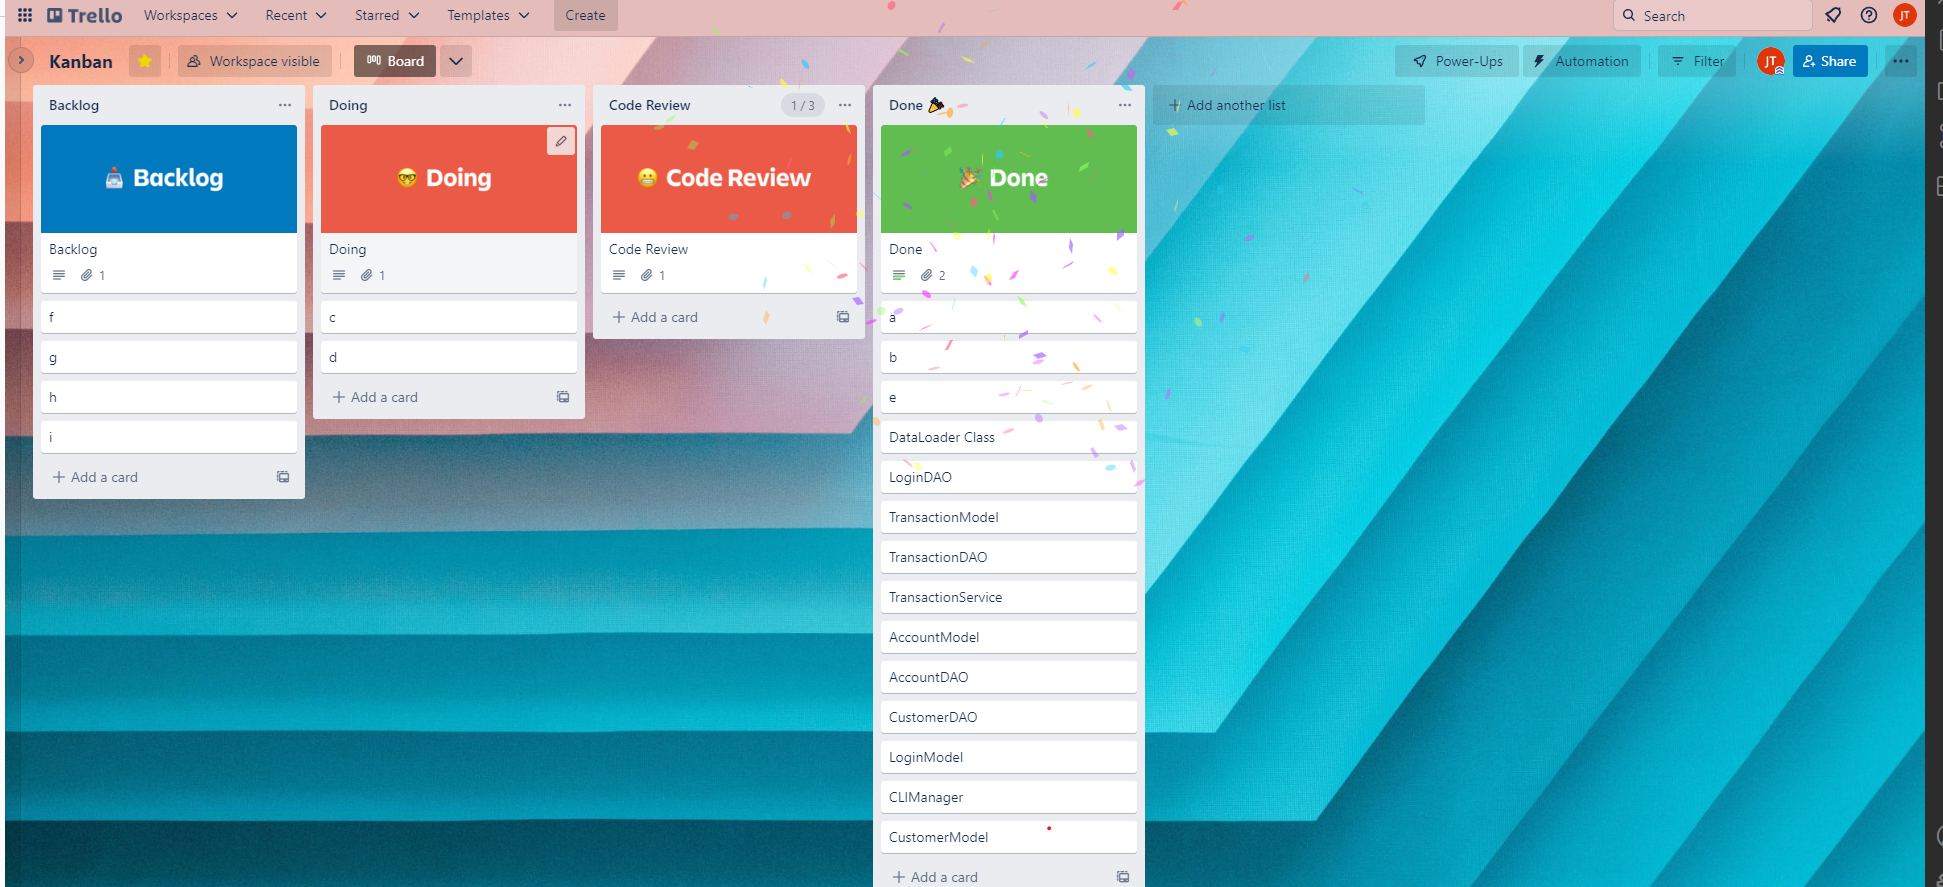 Trello
Workspaces
Recent
Starred
Templates
Create
Search
JT
Kanban
Workspace visible
Board
Power-Ups
Automation
Filter
JT
Share
Backlog
Backlog
Backlog
1
f
g
h
i
Add a card
Doing
Doing
Doing
1
c
d
Add a card
Code Review
1 / 3
Code Review
Code Review
1
Add a card
Done
Done
Done
2
a
b
e
DataLoader Class
LoginDAO
TransactionModel
TransactionDAO
TransactionService
AccountModel
AccountDAO
CustomerDAO
LoginModel
CLIManager
CustomerModel
Add a card
Add another list